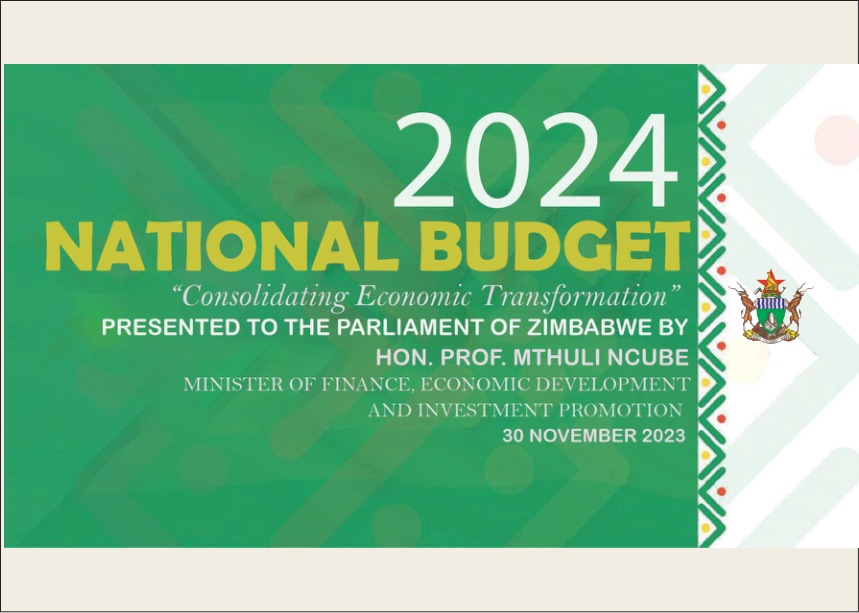 2024
NATIONAL BUDGET
“Consolidating Economic Transformation”
PRESENTED TO THE PARLIAMENT OF ZIMBABWE BY
HON. PROF. MTHULI NCUBE
MINISTER OF FINANCE, ECONOMIC DEVELOPMENT
AND INVESTMENT PROMOTION
30 NOVEMBER 2023